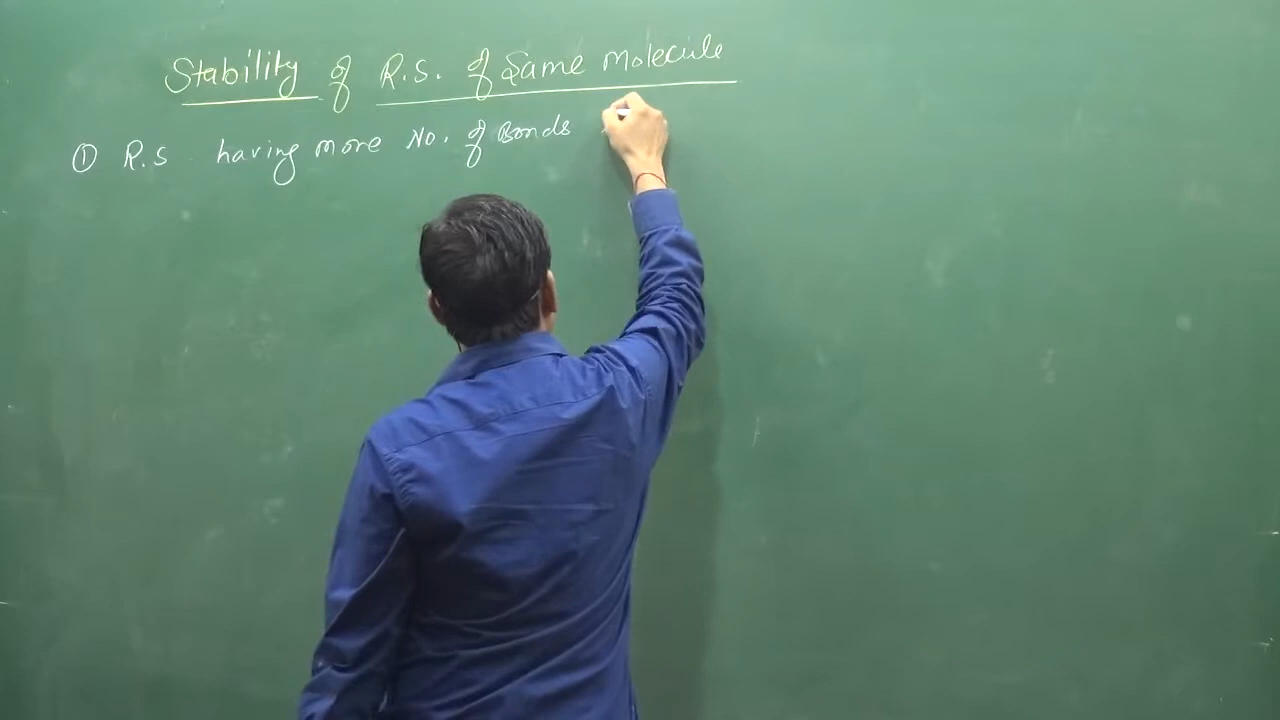 Stability of R.S. of Same Molecule
① R.S having more No. of Bonds